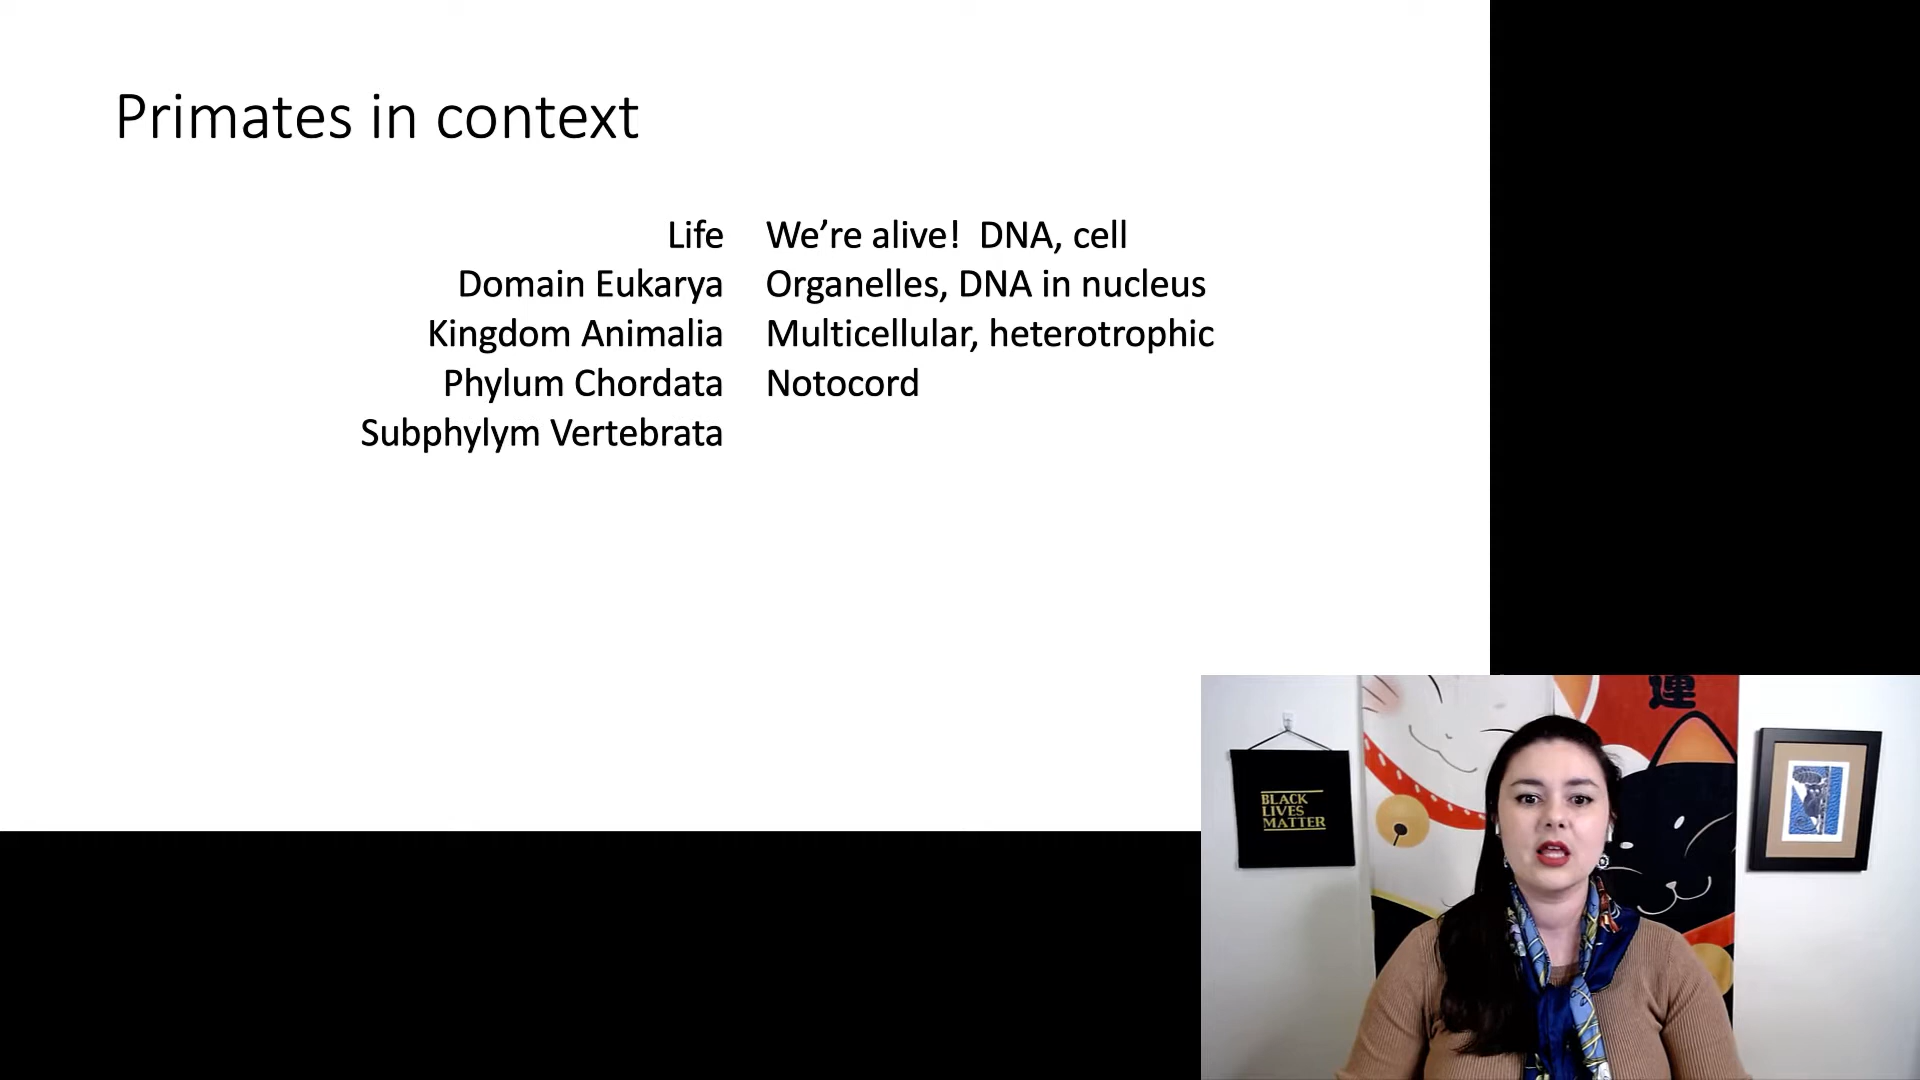 Primates in context
Life We’re alive! DNA, cell
Domain Eukarya Organelles, DNA in nucleus
Kingdom Animalia Multicellular, heterotrophic
Phylum Chordata Notocord
Subphylym Vertebrata
運
BLACK
LIVES
MATTER